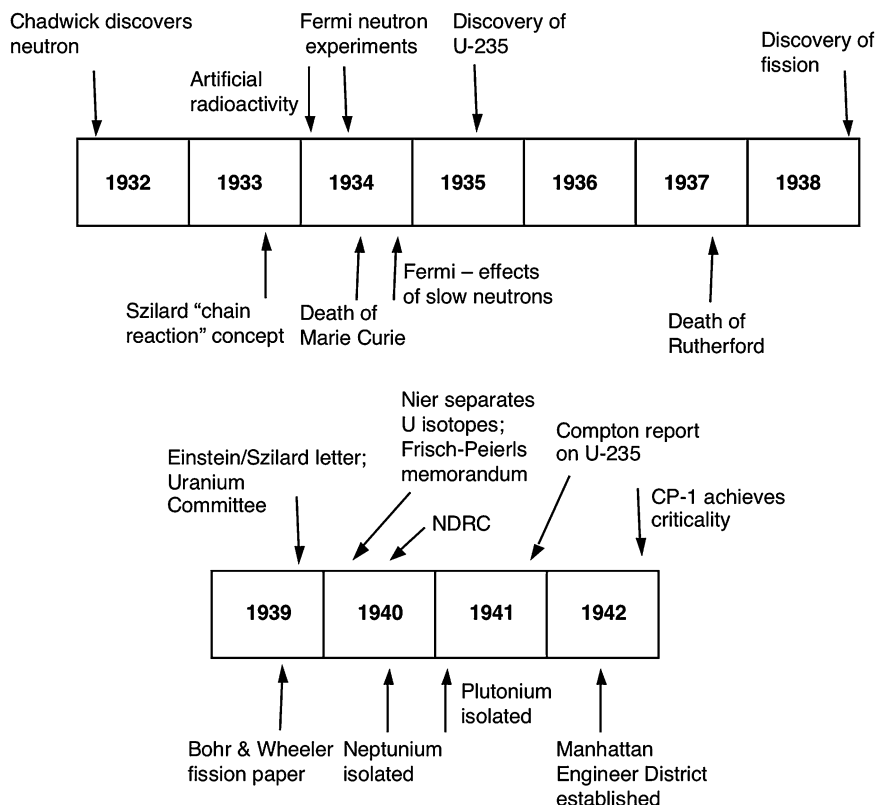 Chadwick discovers
neutron
Artificial
radioactivity
Fermi neutron
experiments
Discovery of
U-235
Discovery of
fission
1932
1933
1934
1935
1936
1937
1938
Szilard “chain
reaction” concept
Death of
Marie Curie
Fermi – effects
of slow neutrons
Death of
Rutherford
Einstein/Szilard letter;
Uranium
Committee
Nier separates
U isotopes;
Frisch-Peierls
memorandum
NDRC
Compton report
on U-235
CP-1 achieves
criticality
1939
1940
1941
1942
Bohr & Wheeler
fission paper
Neptunium
isolated
Plutonium
isolated
Manhattan
Engineer District
established